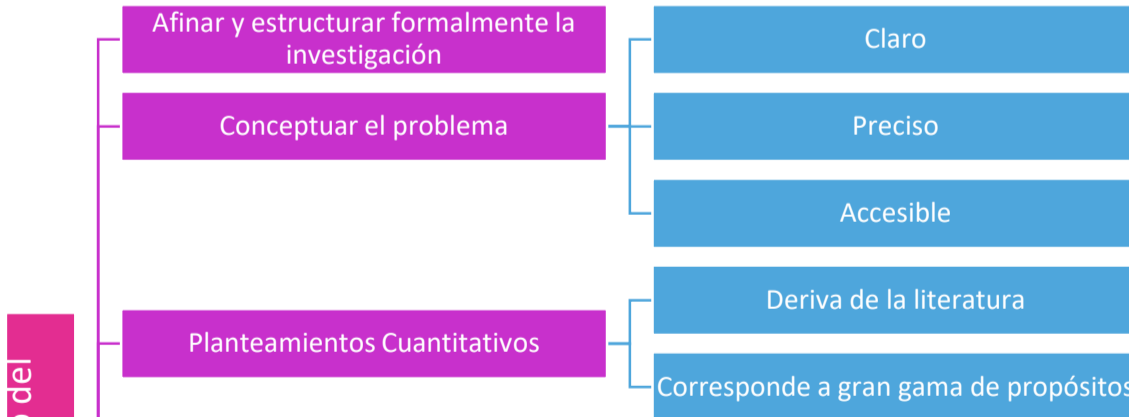 Afinar y estructurar formalmente la
investigación
Claro
Conceptuar el problema
Preciso
Accesible
Deriva de la literatura
Planteamientos Cuantitativos
Corresponde a gran gama de propósitos
del